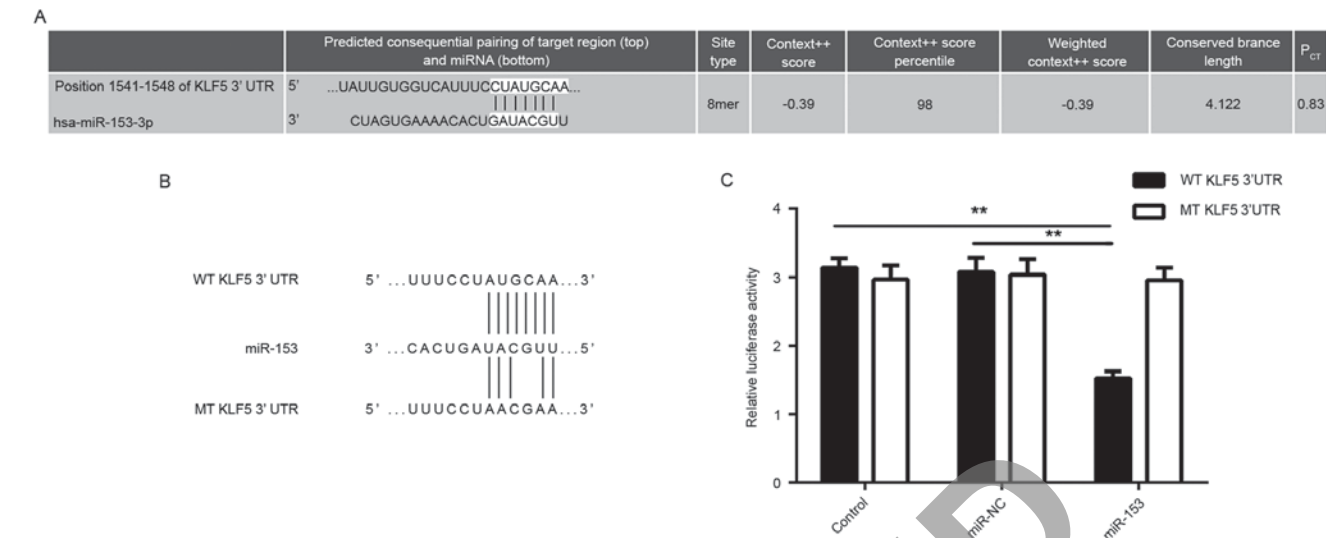 A
Predicted consequential pairing of target region (top)
and miRNA (bottom)
Site
type
Context++
score
Context++ score
percentile
Weighted
context++ score
Conserved brance
length
PCT
Position 1541-1548 of KLF5 3' UTR 5' ...UAUUGUGGUCAUUUCCUAUGCAA...
hsa-miR-153-3p 3' CUAGUGAAAACACUGAUACGUU
8mer -0.39 98 -0.39 4.122 0.83
B
WT KLF5 3' UTR 5' ...UUUCCUAUGCAA...3'
miR-153 3' ...CACUGAUACGUU...5'
MT KLF5 3' UTR 5' ...UUUCCUAACGAA...3'
C
WT KLF5 3'UTR
MT KLF5 3'UTR
**
**
Relative luciferase activity
4
3
2
1
0
Control
miR-NC
miR-153